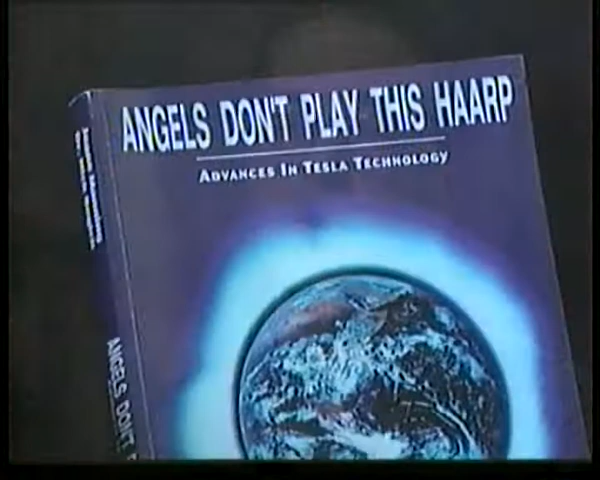 ANGELS DON'T PLAY THIS HAARP
ADVANCES IN TESLA TECHNOLOGY
ANGELS DON'T